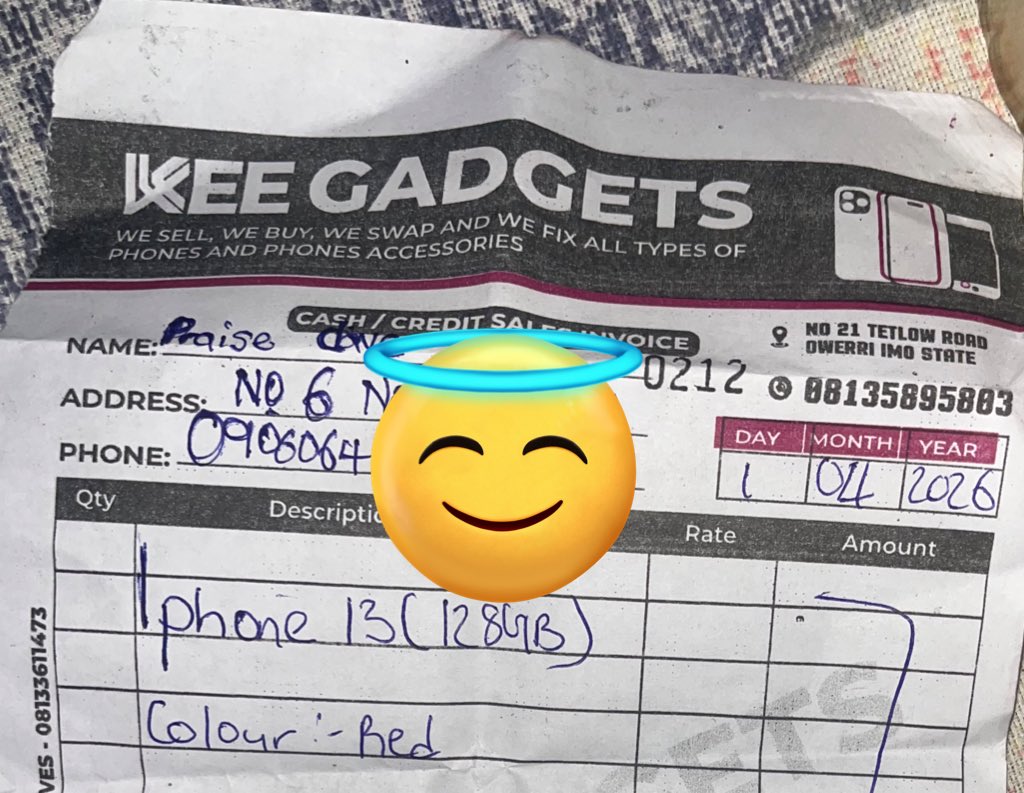 KEE GADGETS
WE SELL, WE BUY, WE SWAP AND WE FIX ALL TYPES OF
PHONES AND PHONES ACCESSORIES
CASH / CREDIT SALES INVOICE
NO 21 TETLOW ROAD
OWERRI IMO STATE
NAME: Praise
0212
08135895803
ADDRESS: NO 6
PHONE: 0906064
DAY MONTH YEAR
1 04 2026
Qty Rate Amount
Iphone 13 (128GB)
Colour :- Red
08133611473